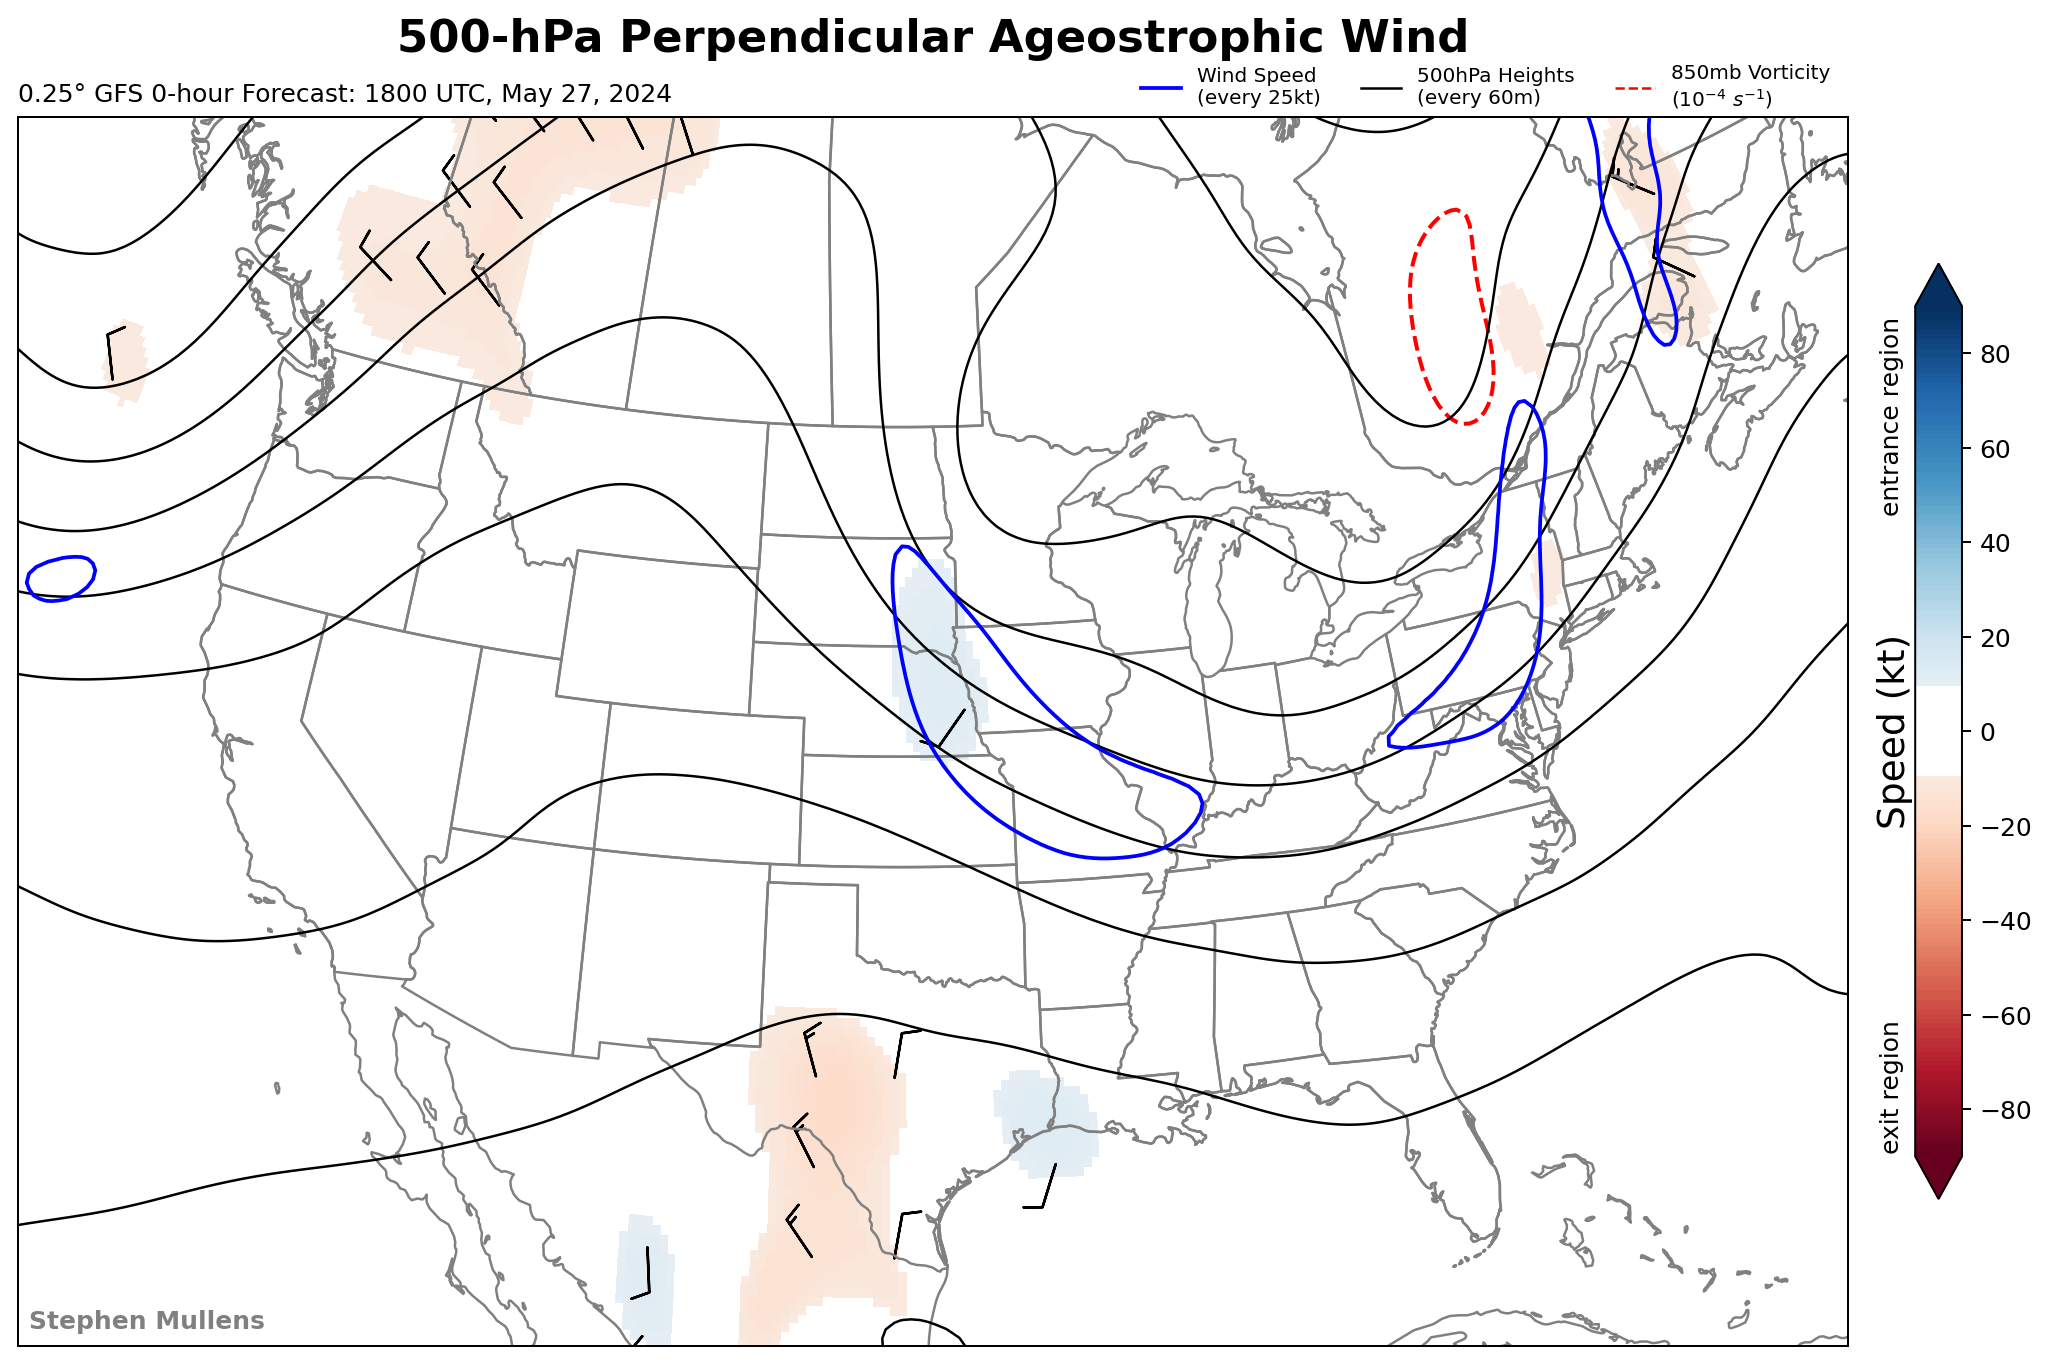 500-hPa Perpendicular Ageostrophic Wind
0.25° GFS 0-hour Forecast: 1800 UTC, May 27, 2024
Wind Speed
(every 25kt)
500hPa Heights
(every 60m)
850mb Vorticity
(10⁻⁴ s⁻¹)
entrance region
Speed (kt)
exit region
80
60
40
20
0
−20
−40
−60
−80
Stephen Mullens